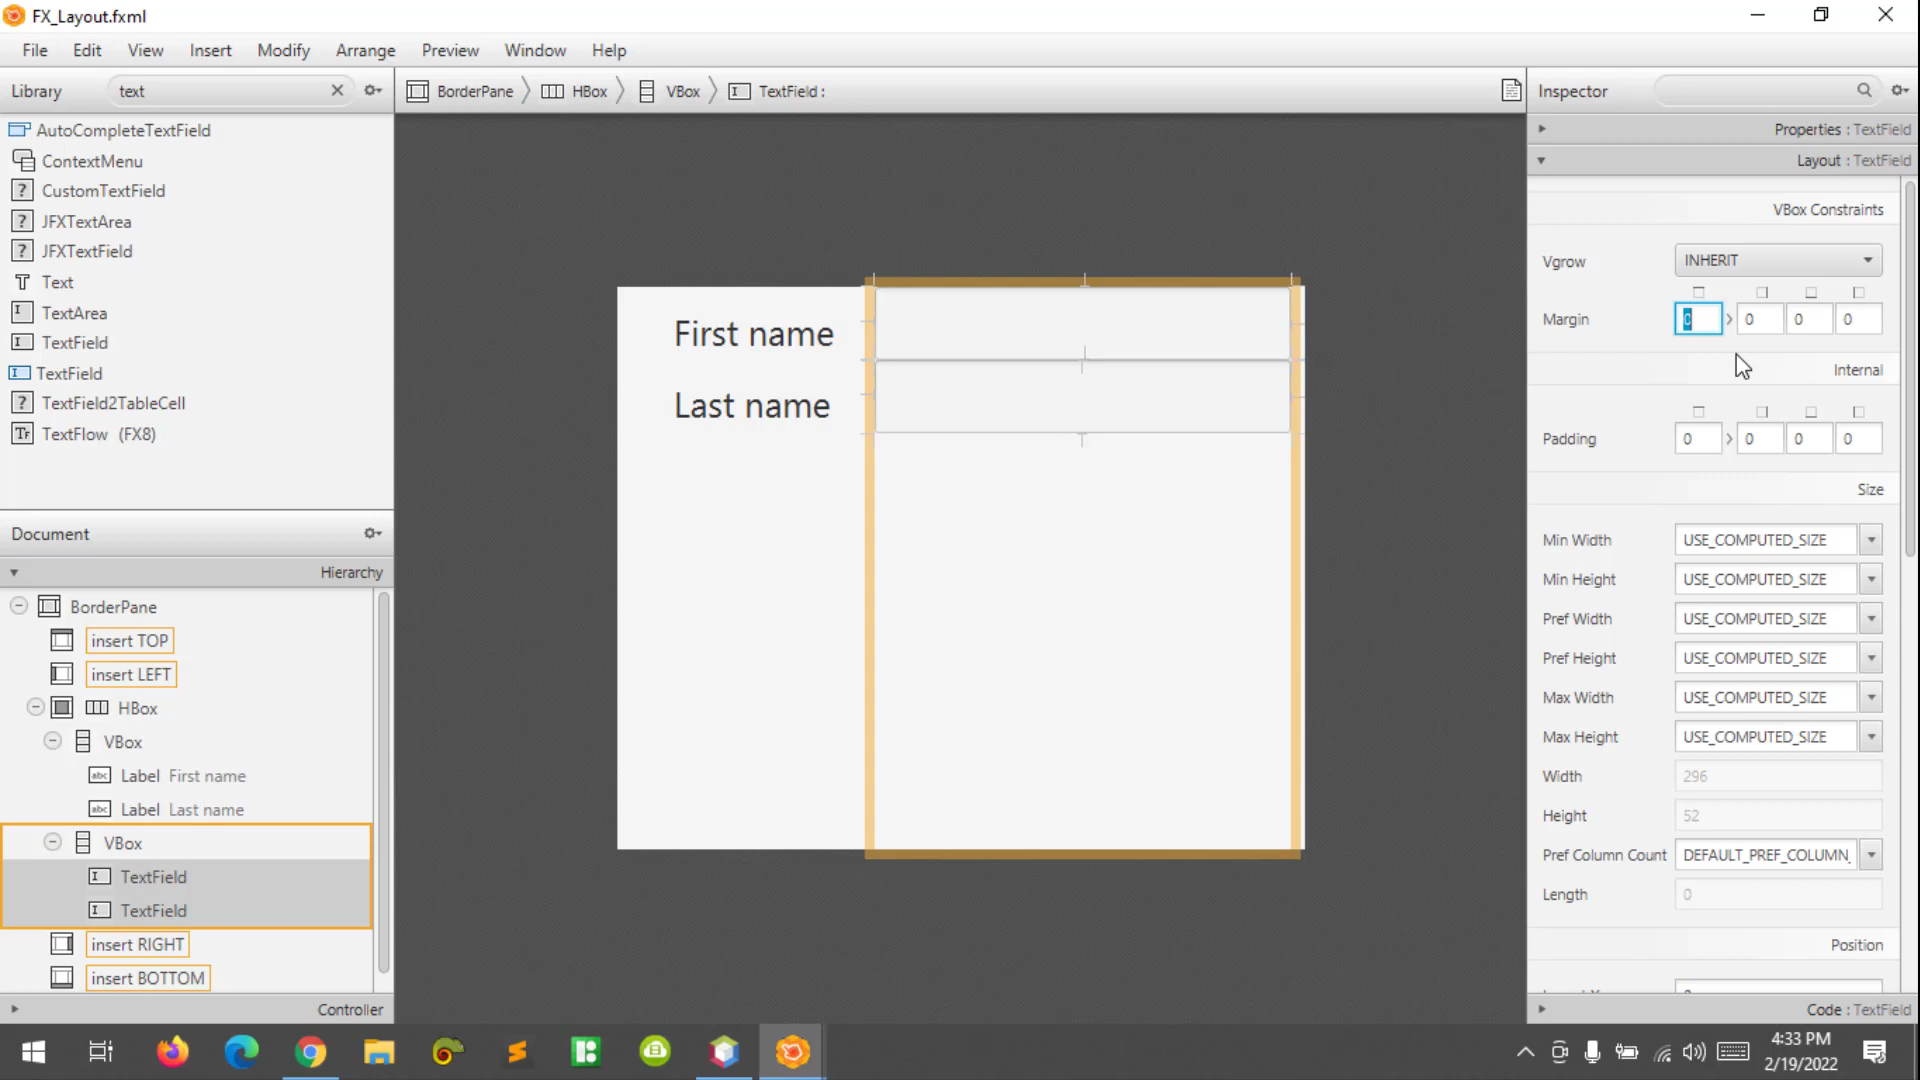 FX_Layout.fxml
File Edit View Insert Modify Arrange Preview Window Help
Library text
BorderPane HBox VBox TextField :
Inspector
AutoCompleteTextField
ContextMenu
CustomTextField
JFXTextArea
JFXTextField
Text
TextArea
TextField
TextField
TextField2TableCell
TextFlow (FX8)
Document
Hierarchy
BorderPane
insert TOP
insert LEFT
HBox
VBox
Label First name
Label Last name
VBox
TextField
TextField
insert RIGHT
insert BOTTOM
Controller
First name
Last name
Properties : TextField
Layout : TextField
VBox Constraints
Vgrow INHERIT
Margin 0 0 0 0
Internal
Padding 0 0 0 0
Size
Min Width USE_COMPUTED_SIZE
Min Height USE_COMPUTED_SIZE
Pref Width USE_COMPUTED_SIZE
Pref Height USE_COMPUTED_SIZE
Max Width USE_COMPUTED_SIZE
Max Height USE_COMPUTED_SIZE
Width 296
Height 52
Pref Column Count DEFAULT_PREF_COLUMN_
Length 0
Position
Code : TextField
4:33 PM
2/19/2022